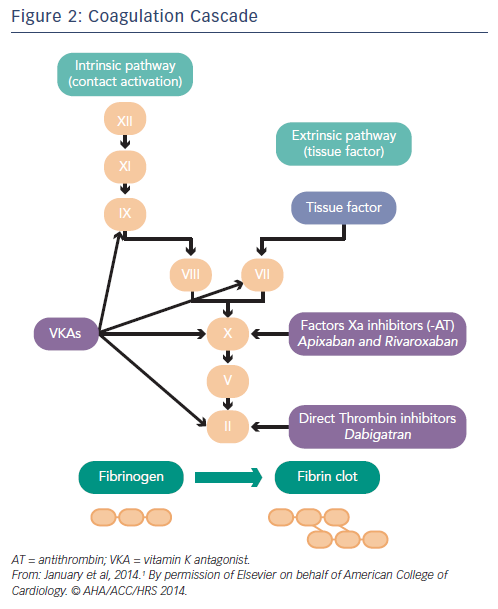 Figure 2: Coagulation Cascade
Intrinsic pathway
(contact activation)
XII
Extrinsic pathway
(tissue factor)
XI
IX
Tissue factor
VIII
VII
VKAs
X
Factors Xa inhibitors (-AT)
Apixaban and Rivaroxaban
V
II
Direct Thrombin inhibitors
Dabigatran
Fibrinogen
Fibrin clot
AT = antithrombin; VKA = vitamin K antagonist.
From: January et al, 2014.¹ By permission of Elsevier on behalf of American College of
Cardiology. © AHA/ACC/HRS 2014.